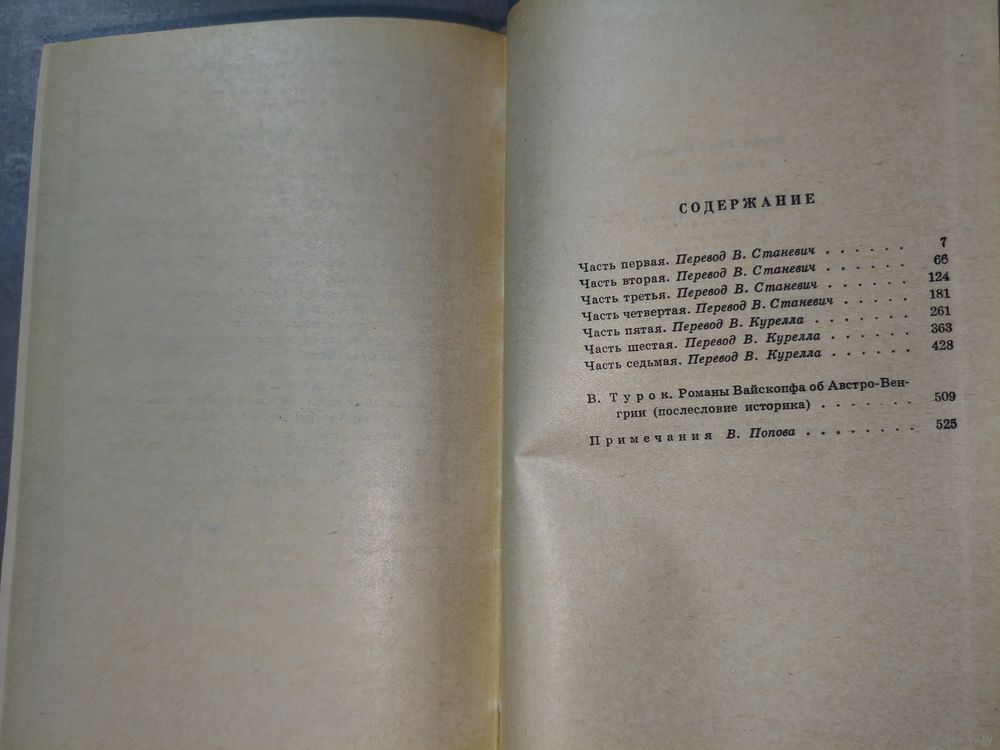 СОДЕРЖАНИЕ
Часть первая. Перевод В. Станевич . . . . . . 7
Часть вторая. Перевод В. Станевич . . . . . . 66
Часть третья. Перевод В. Станевич . . . . . . 124
Часть четвертая. Перевод В. Станевич . . . . . 181
Часть пятая. Перевод В. Курелла . . . . . . . 261
Часть шестая. Перевод В. Курелла . . . . . . 363
Часть седьмая. Перевод В. Курелла . . . . . . 428
В. Турок. Романы Вайскопфа об Австро-Вен-
грии (послесловие историка) . . . . . . . 509
Примечания В. Попова . . . . . . . . 525